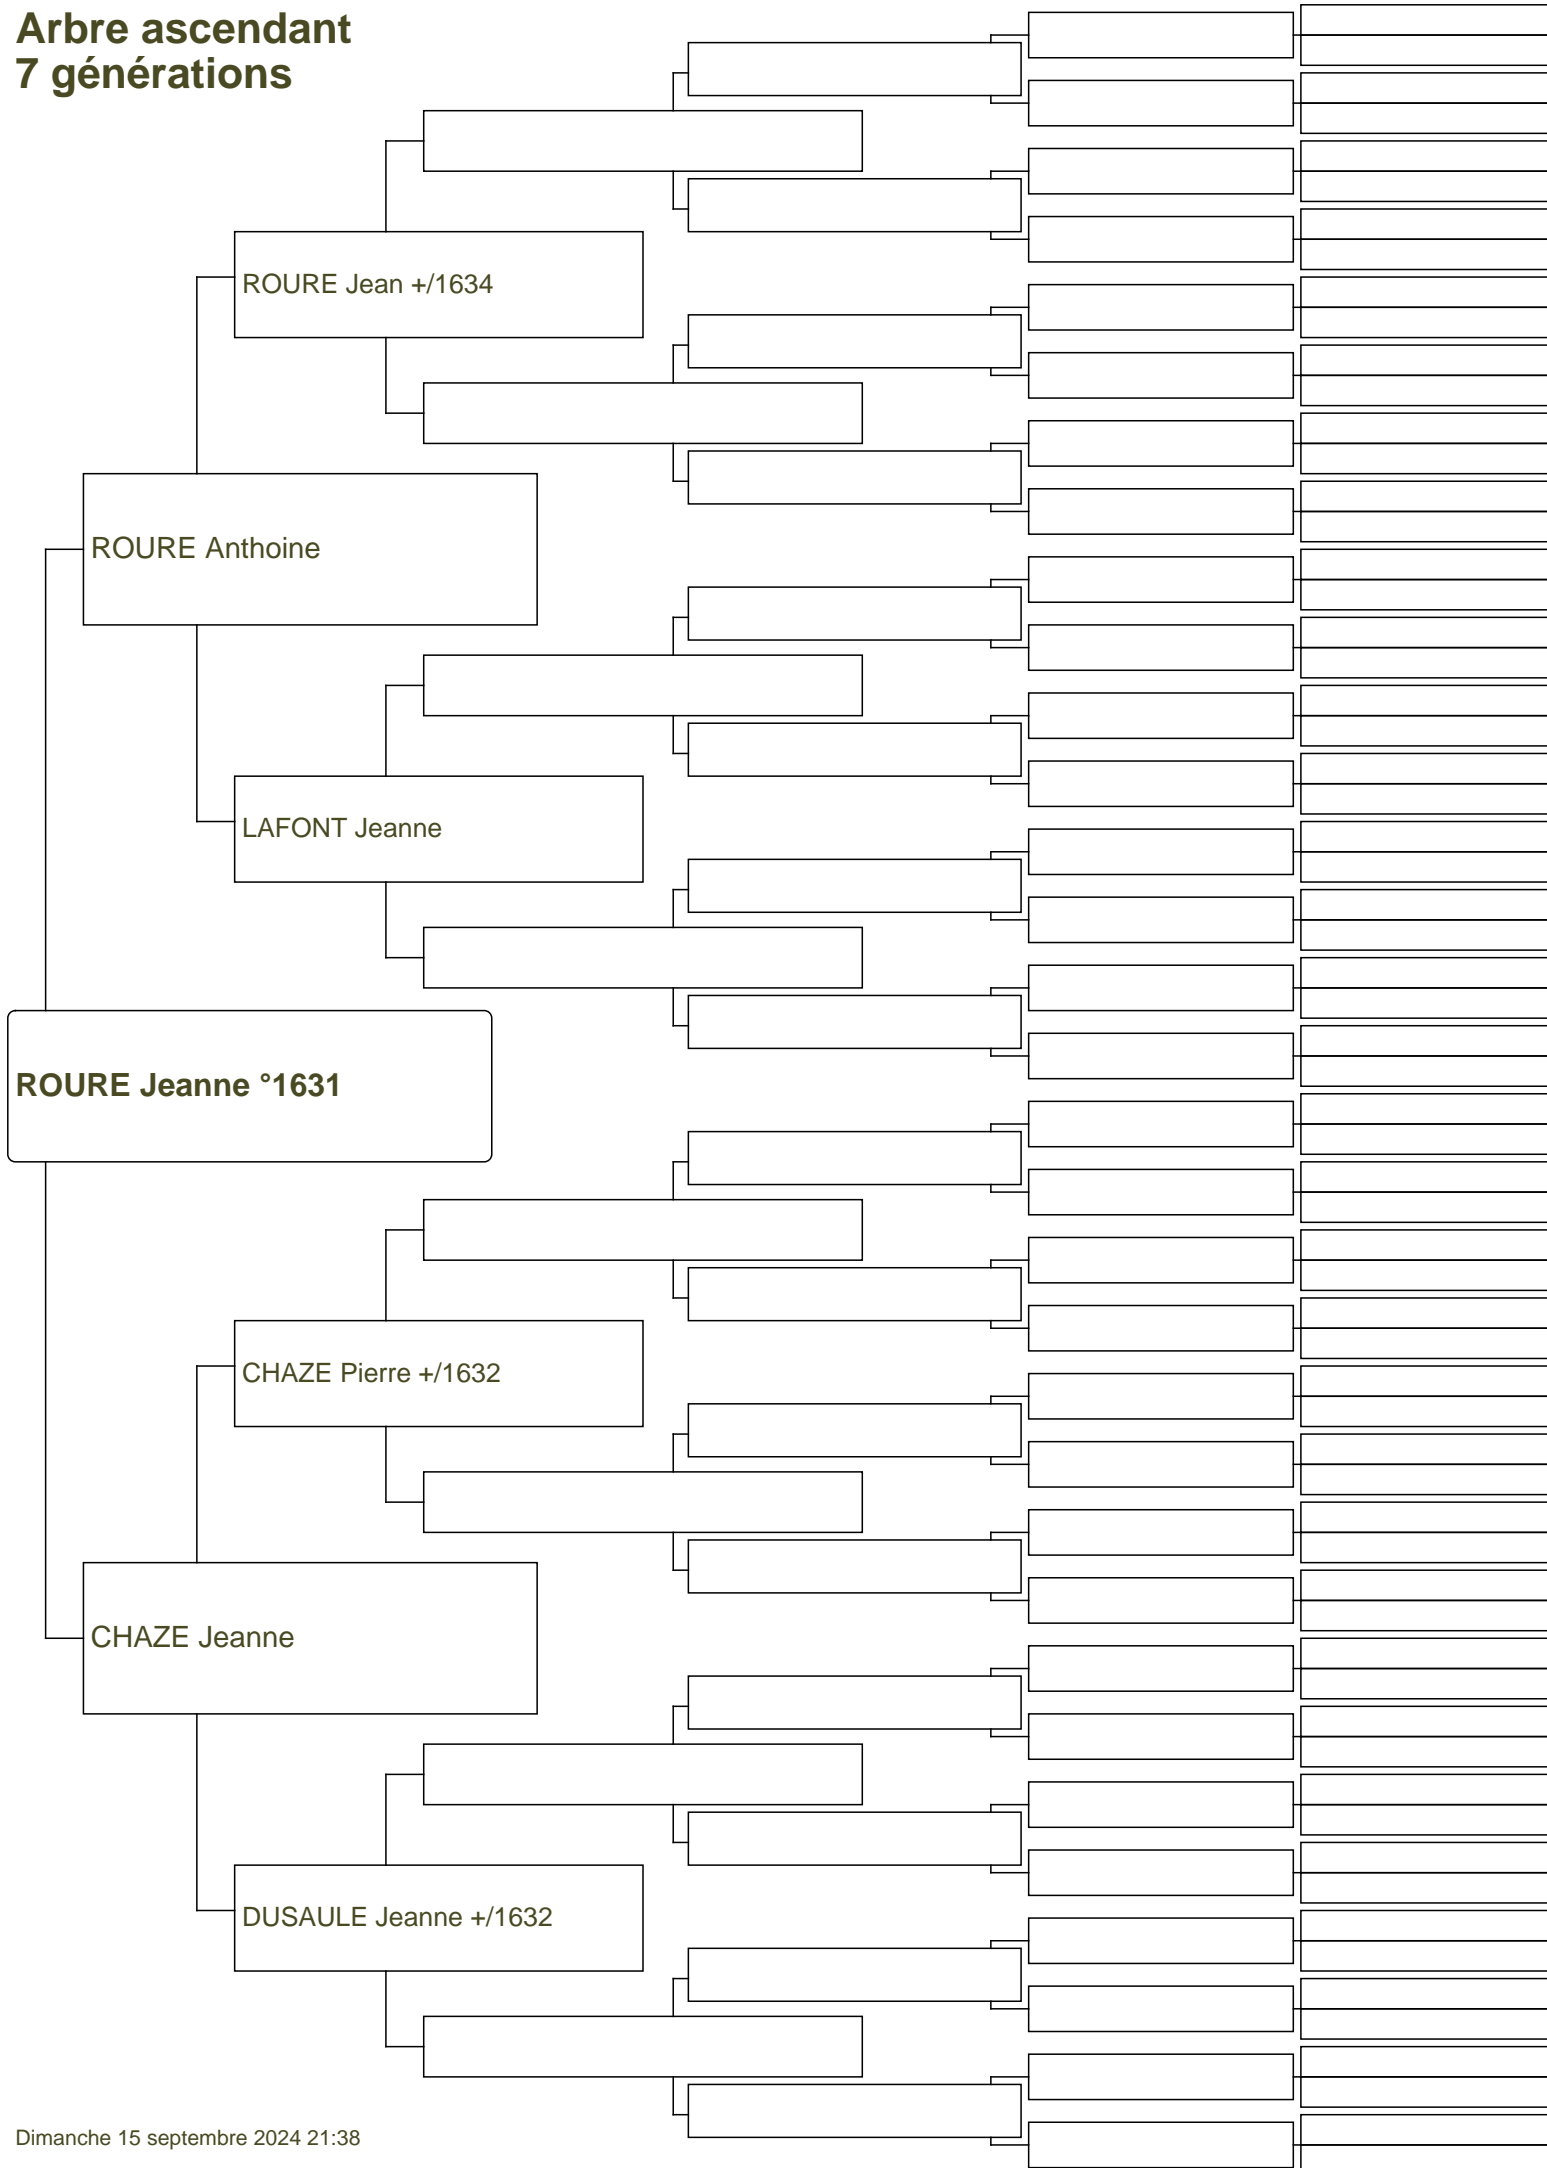 Arbre ascendant
7 générations
ROURE Jean +/1634
ROURE Anthoine
LAFONT Jeanne
ROURE Jeanne °1631
CHAZE Pierre +/1632
CHAZE Jeanne
DUSAULE Jeanne +/1632
Dimanche 15 septembre 2024 21:38